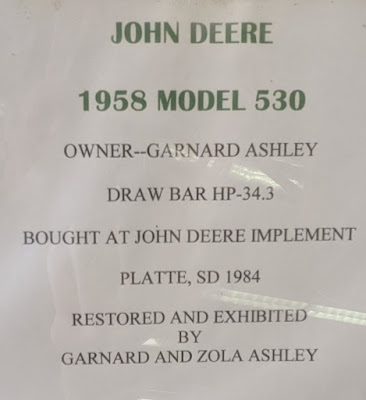 JOHN DEERE
1958 MODEL 530
OWNER--GARNARD ASHLEY
DRAW BAR HP-34.3
BOUGHT AT JOHN DEERE IMPLEMENT
PLATTE, SD 1984
RESTORED AND EXHIBITED
BY
GARNARD AND ZOLA ASHLEY